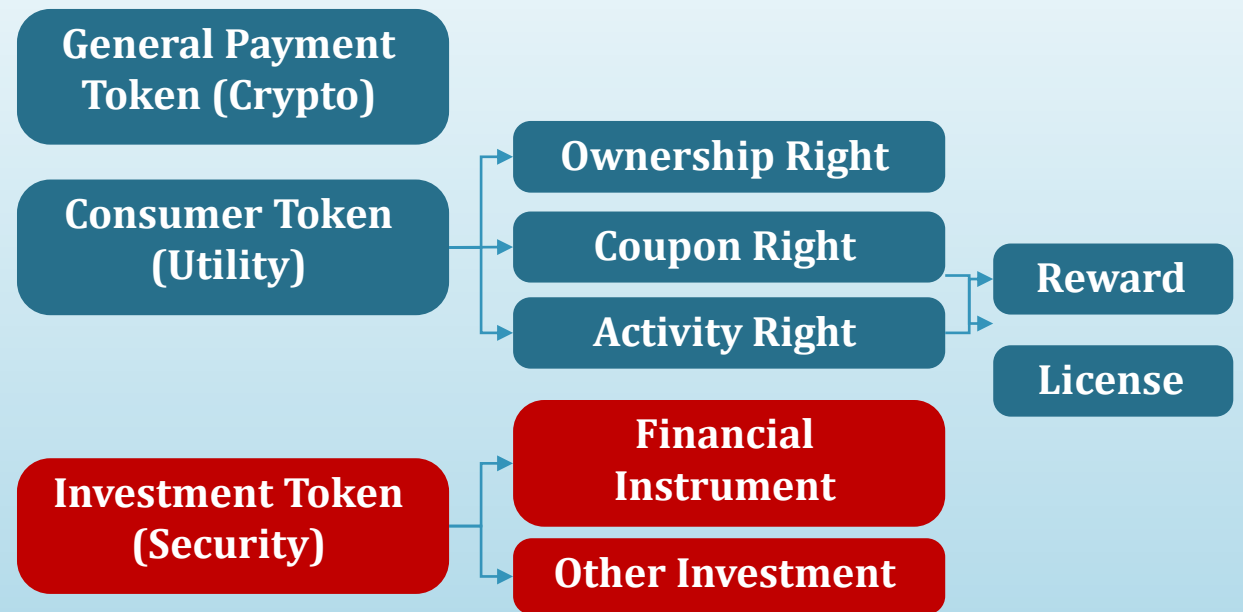 General Payment
Token (Crypto)
Consumer Token
(Utility)
Ownership Right
Coupon Right
Activity Right
Reward
License
Investment Token
(Security)
Financial
Instrument
Other Investment